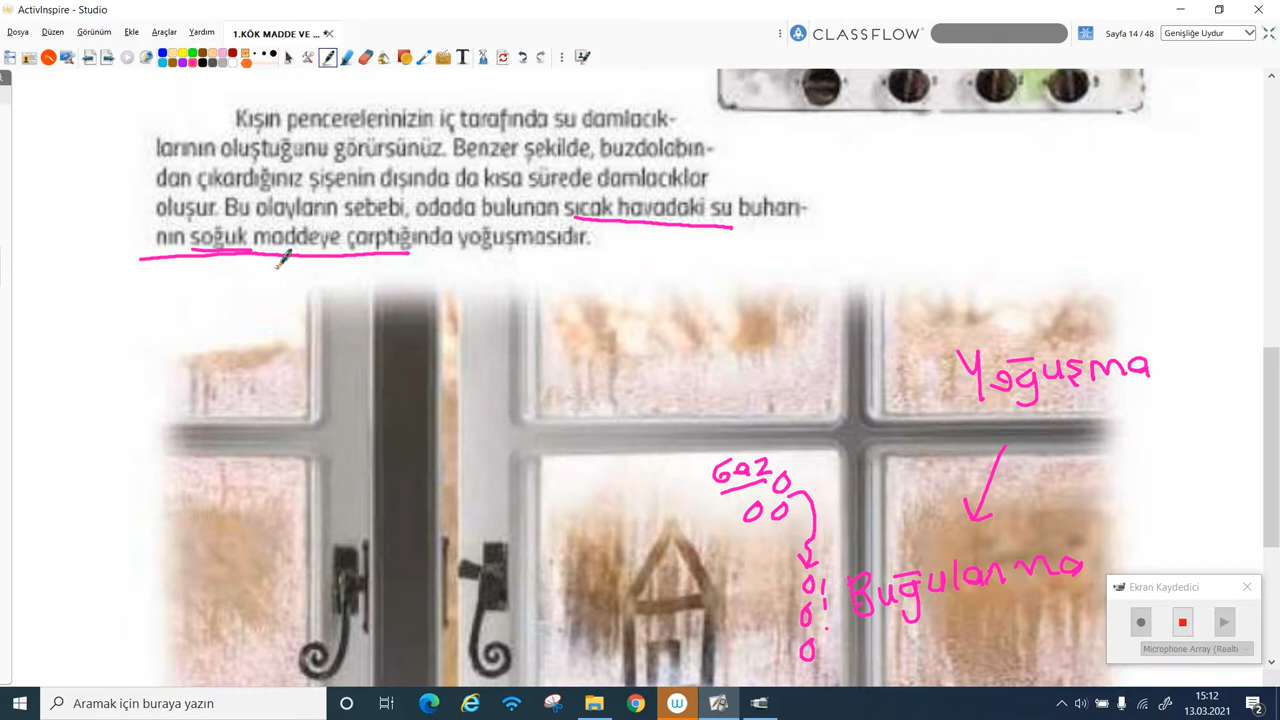 ActivInspire - Studio
Dosya Düzen Görünüm Ekle Araçlar Yardım
1.KÖK MADDE VE ... *
CLASSFLOW
Sayfa 14 / 48
Genişliğe Uydur
Kışın pencerelerinizin iç tarafında su damlacık-
larının oluştuğunu görürsünüz. Benzer şekilde, buzdolabın-
dan çıkardığınız şişenin dışında da kısa sürede damlacıklar
oluşur. Bu olayların sebebi, odada bulunan sıcak havadaki su buharı-
nın soğuk maddeye çarptığında yoğuşmasıdır.
Yoğuşma
Gaz
Buğulanma
Ekran Kaydedici
Microphone Array (Realt
Aramak için buraya yazın
15:12
13.03.2021
2